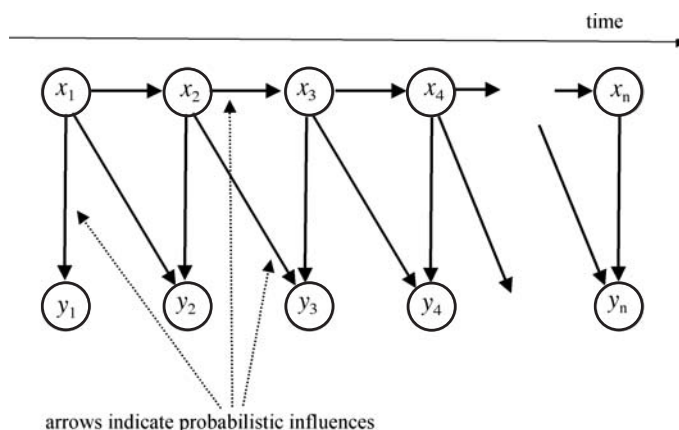 time
x₁ x₂ x₃ x₄ xₙ
y₁ y₂ y₃ y₄ yₙ
arrows indicate probabilistic influences